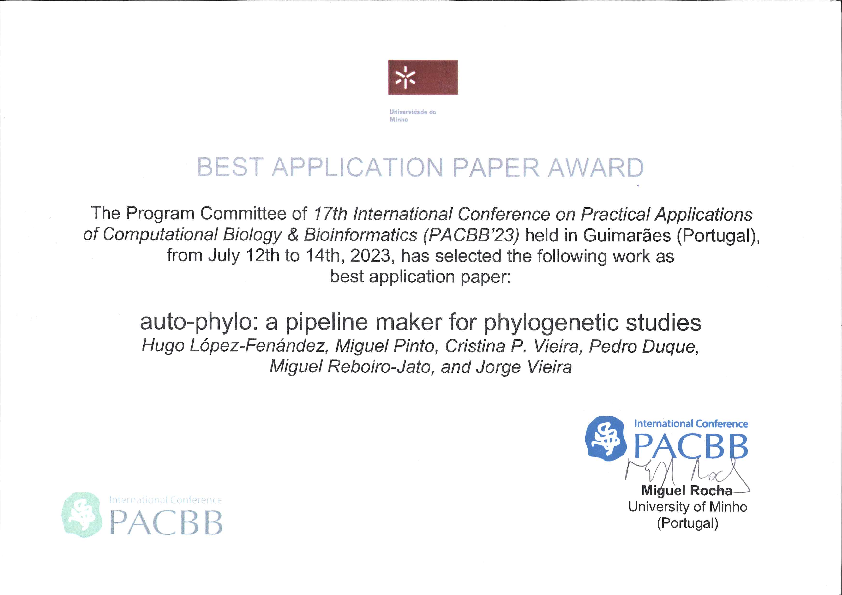 Universidade do
Minho
BEST APPLICATION PAPER AWARD
The Program Committee of 17th International Conference on Practical Applications
of Computational Biology & Bioinformatics (PACBB'23) held in Guimarães (Portugal),
from July 12th to 14th, 2023, has selected the following work as
best application paper:
auto-phylo: a pipeline maker for phylogenetic studies
Hugo López-Fenández, Miguel Pinto, Cristina P. Vieira, Pedro Duque,
Miguel Reboiro-Jato, and Jorge Vieira
International Conference
PACBB
Miguel Rocha
University of Minho
(Portugal)
International Conference
PACBB